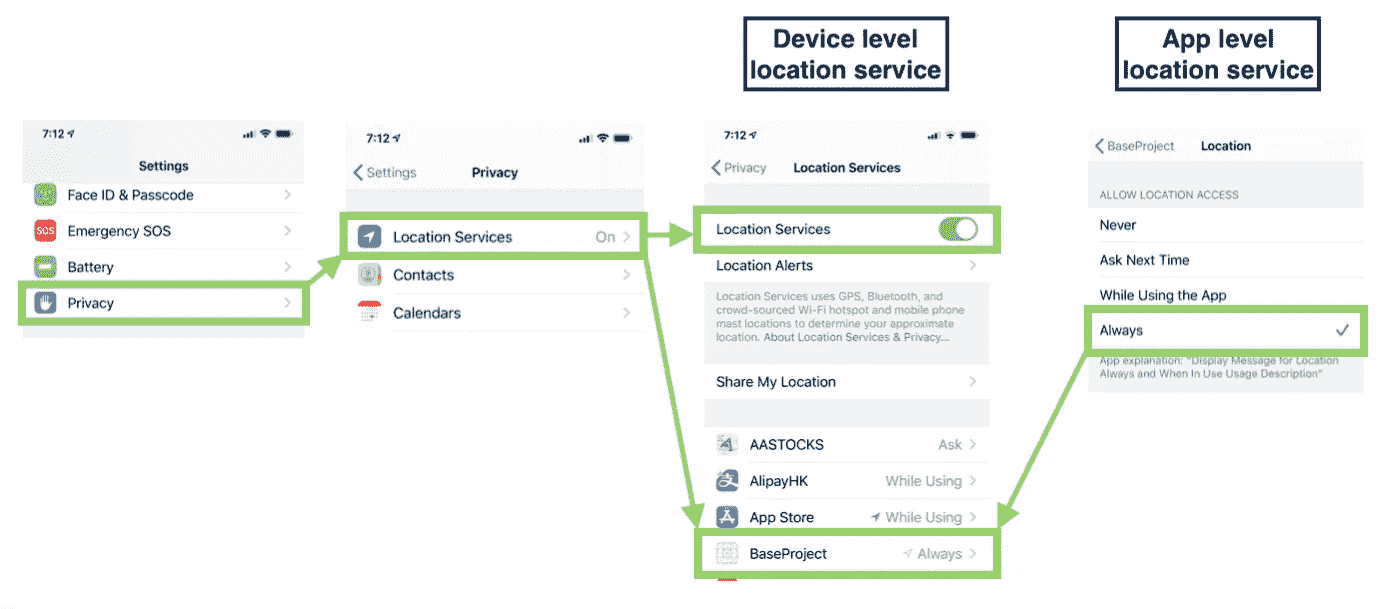 Device level
location service
App level
location service
7:12
Settings
Face ID & Passcode
SOS
Emergency SOS
Battery
Privacy
7:12
Settings
Privacy
Location Services
On
Contacts
Calendars
7:12
Privacy
Location Services
Location Services
Location Alerts
Location Services uses GPS, Bluetooth, and
crowd-sourced Wi-Fi hotspot and mobile phone
mast locations to determine your approximate
location. About Location Services & Privacy...
Share My Location
AASTOCKS
Ask
AlipayHK
While Using
App Store
While Using
BaseProject
Always
BaseProject
Location
ALLOW LOCATION ACCESS
Never
Ask Next Time
While Using the App
Always
App explanation: "Display Message for Location
Always and When In Use Usage Description"